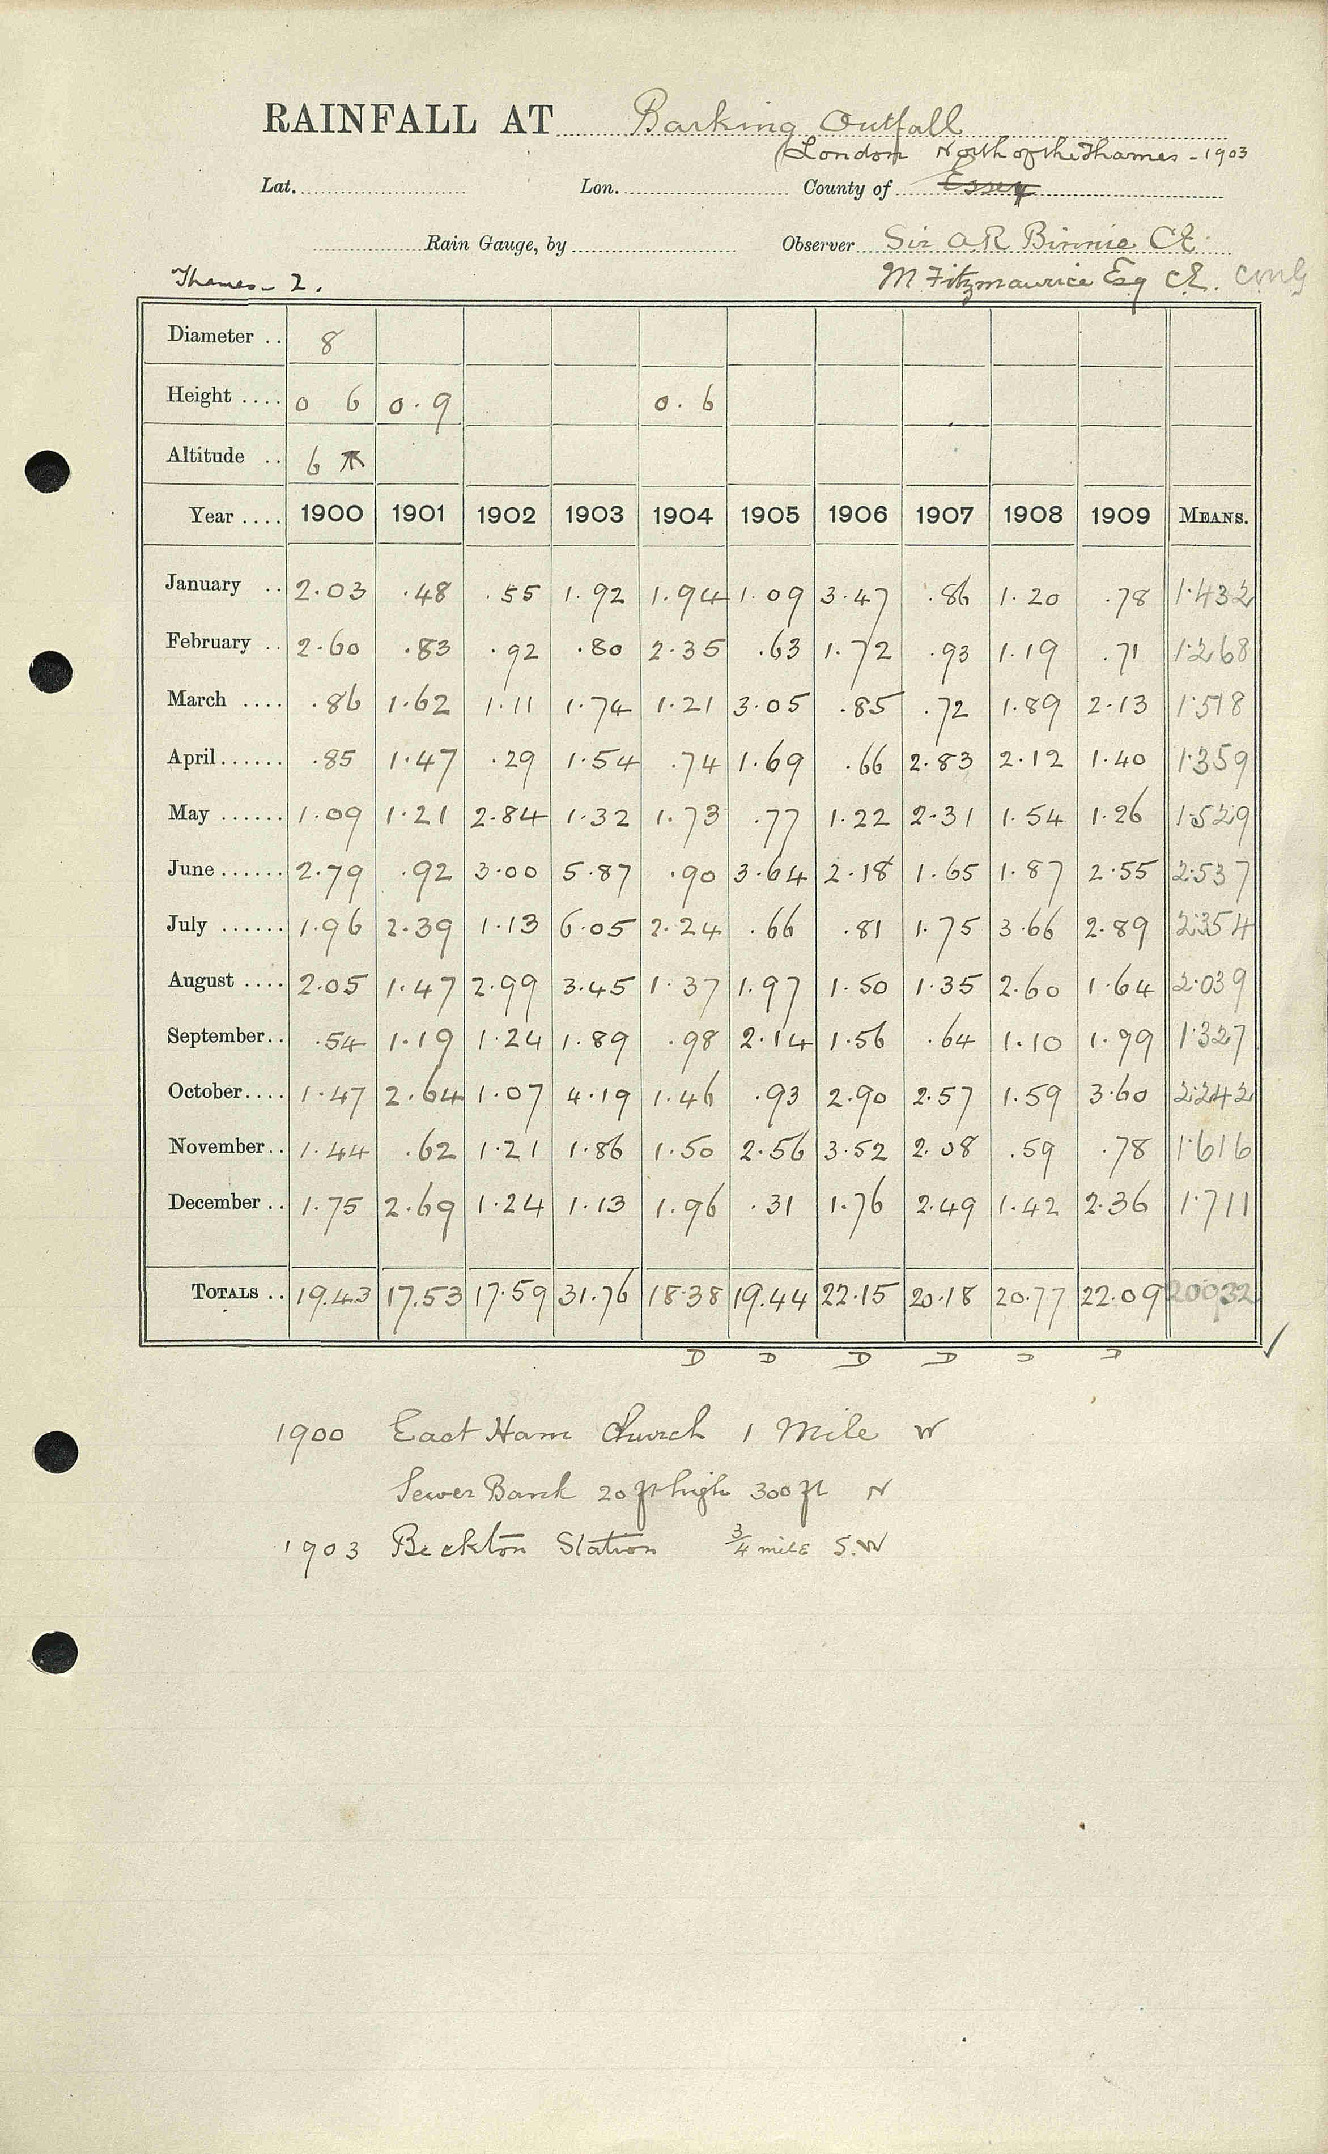 RAINFALL AT Barking Outfall
(London North of the Thames - 1903
Lat. Lon. County of Essex
Rain Gauge, by Observer Sir A R Binnie CE
Thames - 2. M Fitzmaurice Esq CE. CMG
Diameter .. 8
Height .... 0 6 0.9 0.6
Altitude .. 6
Year .... 1900 1901 1902 1903 1904 1905 1906 1907 1908 1909 MEANS.
January .. 2.03 .48 .55 1.92 1.94 1.09 3.47 .86 1.20 .78 1.432
February .. 2.60 .83 .92 .80 2.35 .63 1.72 .93 1.19 .71 1.268
March .... .86 1.62 1.11 1.74 1.21 3.05 .85 .72 1.89 2.13 1.518
April ...... .85 1.47 .29 1.54 .74 1.69 .66 2.83 2.12 1.40 1.359
May ...... 1.09 1.21 2.84 1.32 1.73 .77 1.22 2.31 1.54 1.26 1.529
June ...... 2.79 .92 3.00 5.87 .90 3.64 2.18 1.65 1.87 2.55 2.537
July ...... 1.96 2.39 1.13 6.05 2.24 .66 .81 1.75 3.66 2.89 2.354
August .... 2.05 1.47 2.99 3.45 1.37 1.97 1.50 1.35 2.60 1.64 2.039
September .. .54 1.19 1.24 1.89 .98 2.14 1.56 .64 1.10 1.99 1.327
October .... 1.47 2.64 1.07 4.19 1.46 .93 2.90 2.57 1.59 3.60 2.242
November .. 1.44 .62 1.21 1.86 1.50 2.56 3.52 2.08 .59 .78 1.616
December .. 1.75 2.69 1.24 1.13 1.96 .31 1.76 2.49 1.42 2.36 1.711
TOTALS .. 19.43 17.53 17.59 31.76 18.38 19.44 22.15 20.18 20.77 22.09 20932
D D D D D D
1900 East Ham Church 1 Mile W
Sewer Bank 20 ft high 300 ft N
1903 Beckton Station 3/4 mile S.W